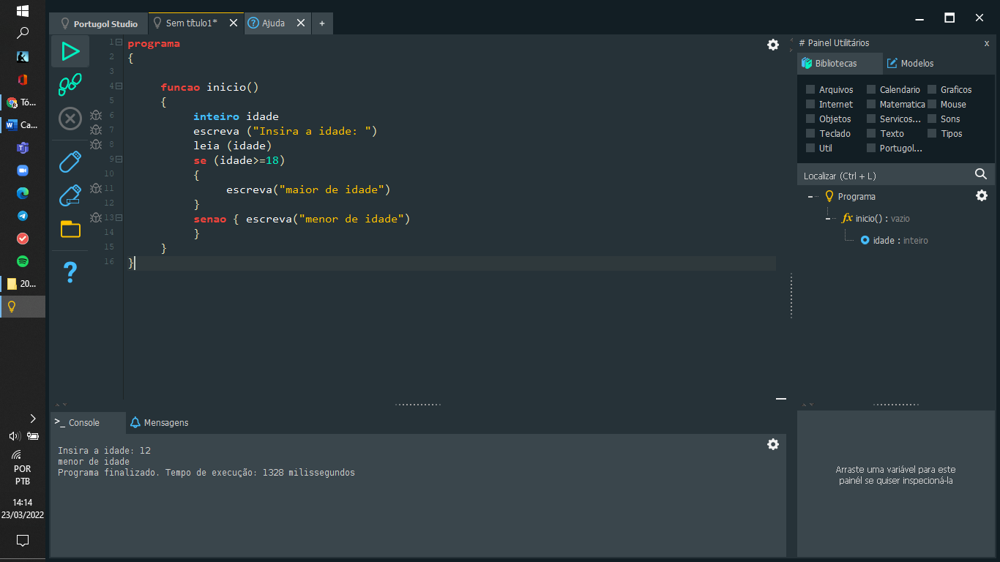 Portugol Studio
Sem título1*
Ajuda
+
1 programa
2 {
3
4 funcao inicio()
5 {
6 inteiro idade
7 escreva ("Insira a idade: ")
8 leia (idade)
9 se (idade>=18)
10 {
11 escreva("maior de idade")
12 }
13 senao { escreva("menor de idade")
14 }
15 }
16 }
# Painel Utilitários x
Bibliotecas Modelos
Arquivos Calendario Graficos
Internet Matematica Mouse
Objetos Servicos... Sons
Teclado Texto Tipos
Util Portugol...
Localizar (Ctrl + L)
Programa
fx inicio() : vazio
idade : inteiro
>_ Console Mensagens
Insira a idade: 12
menor de idade
Programa finalizado. Tempo de execução: 1328 milissegundos
Arraste uma variável para este
painél se quiser inspecioná-la
Tó...
Ca...
20...
POR
PTB
14:14
23/03/2022